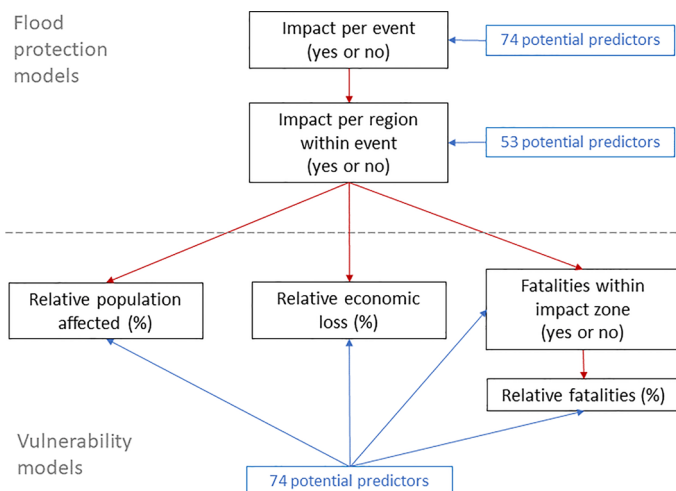 Flood
protection
models
Impact per event
(yes or no)
74 potential predictors
Impact per region
within event
(yes or no)
53 potential predictors
Relative population
affected (%)
Relative economic
loss (%)
Fatalities within
impact zone
(yes or no)
Relative fatalities (%)
Vulnerability
models
74 potential predictors